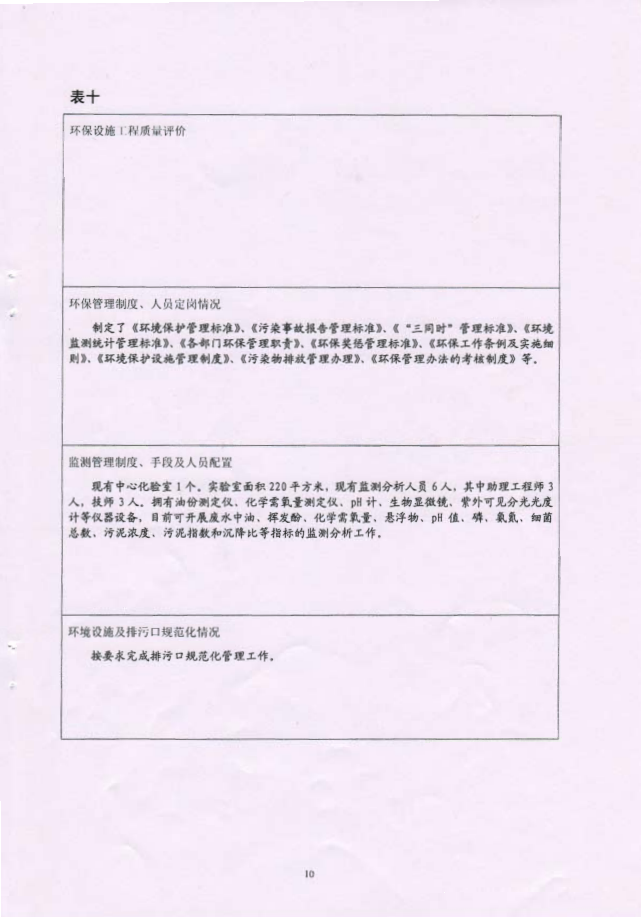 表十
环保设施工程质量评价
环保管理制度、人员定岗情况
制定了《环境保护管理标准》、《污染事故报告管理标准》、《“三同时”管理标准》、《环境
监测统计管理标准》、《各部门环保管理职责》、《环保奖惩管理标准》、《环保工作条例及实施细
则》、《环境保护设施管理制度》、《污染物排放管理办理》、《环保管理办法的考核制度》等。
监测管理制度、手段及人员配置
现有中心化验室1个，实验室面积220平方米，现有监测分析人员6人，其中助理工程师3
人，技师3人。拥有油份测定仪、化学需氧量测定仪、pH计、生物显微镜、紫外可见分光光度
计等仪器设备，目前可开展废水中油、挥发酚、化学需氧量、悬浮物、pH值、磷、氨氮、细菌
总数、污泥浓度、污泥指数和沉降比等指标的监测分析工作。
环境设施及排污口规范化情况
按要求完成排污口规范化管理工作。
10